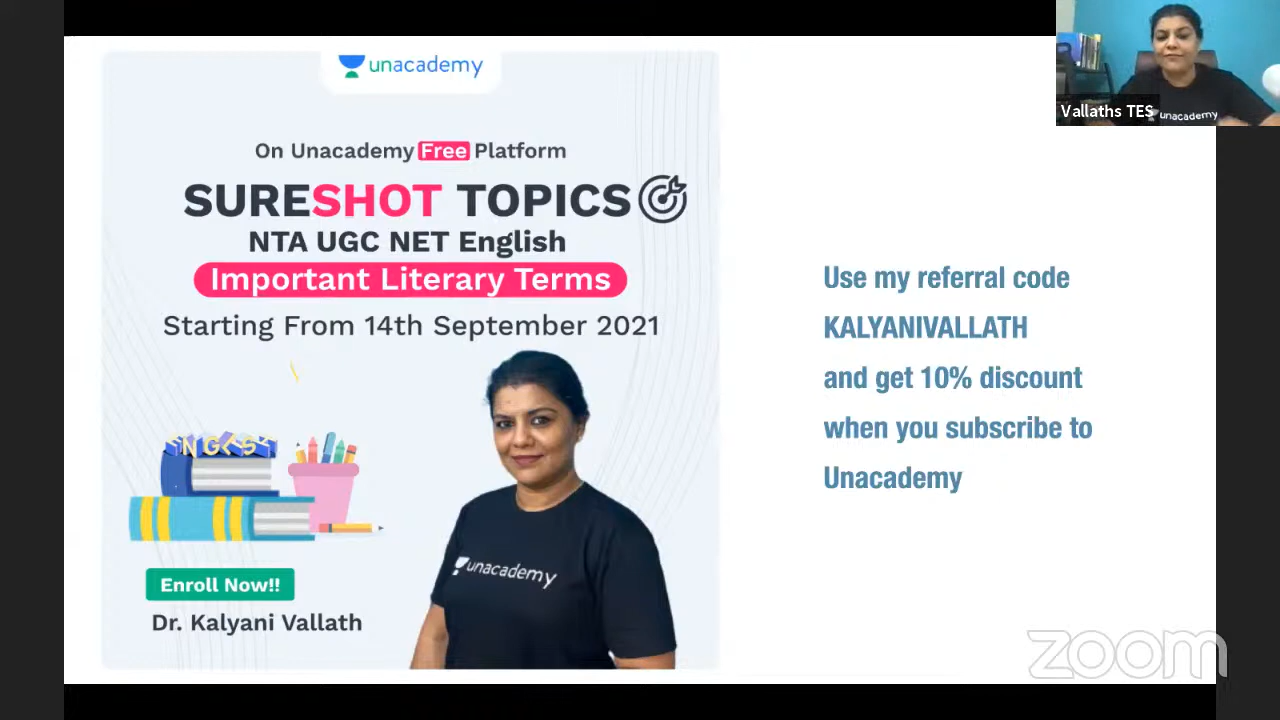 unacademy
On Unacademy Free Platform
SURESHOT TOPICS
NTA UGC NET English
Important Literary Terms
Starting From 14th September 2021
unacademy
Enroll Now!!
Dr. Kalyani Vallath
Use my referral code
KALYANIVALLATH
and get 10% discount
when you subscribe to
Unacademy
Vallaths TES
unacademy
zoom